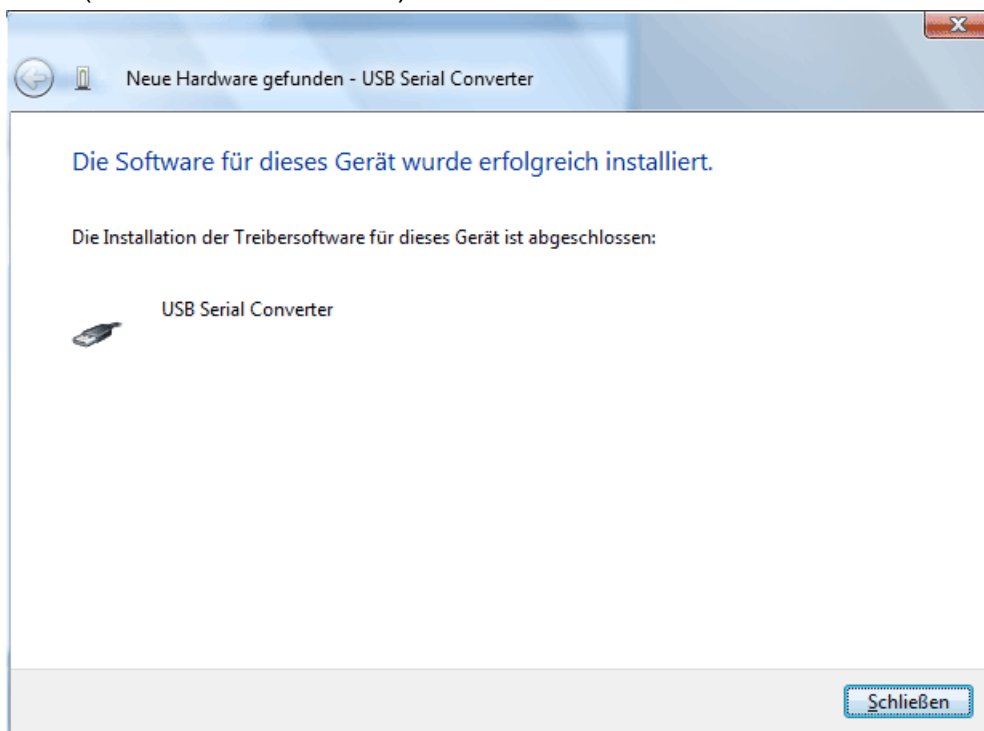 Neue Hardware gefunden - USB Serial Converter
Die Software für dieses Gerät wurde erfolgreich installiert.
Die Installation der Treibersoftware für dieses Gerät ist abgeschlossen:
USB Serial Converter
Schließen